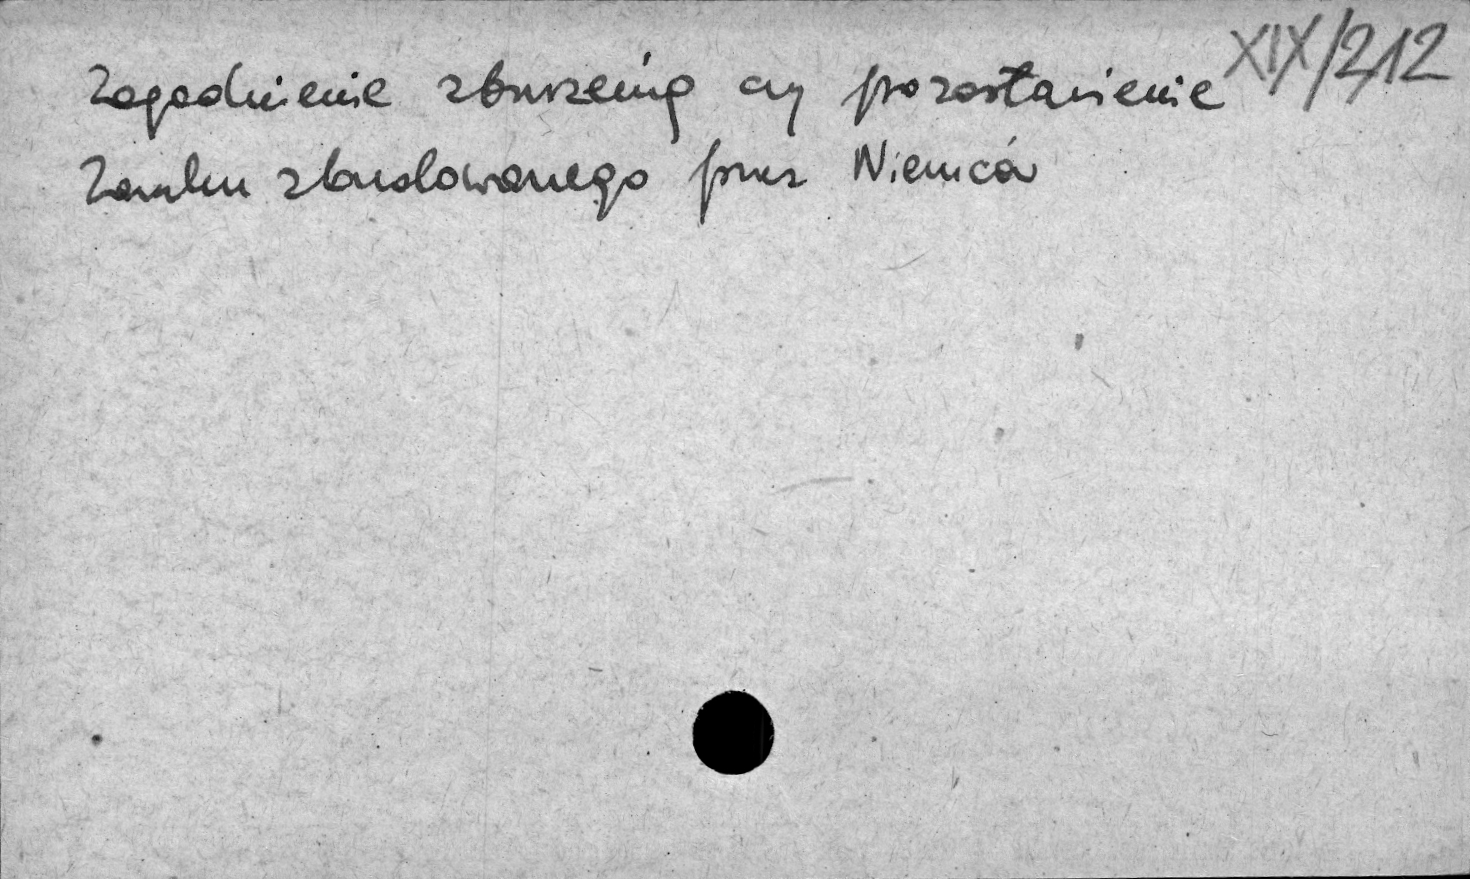 XIX/212
Zagadnienie zburzenia czy pozostawienie
Zamku zbudowanego przez Niemców